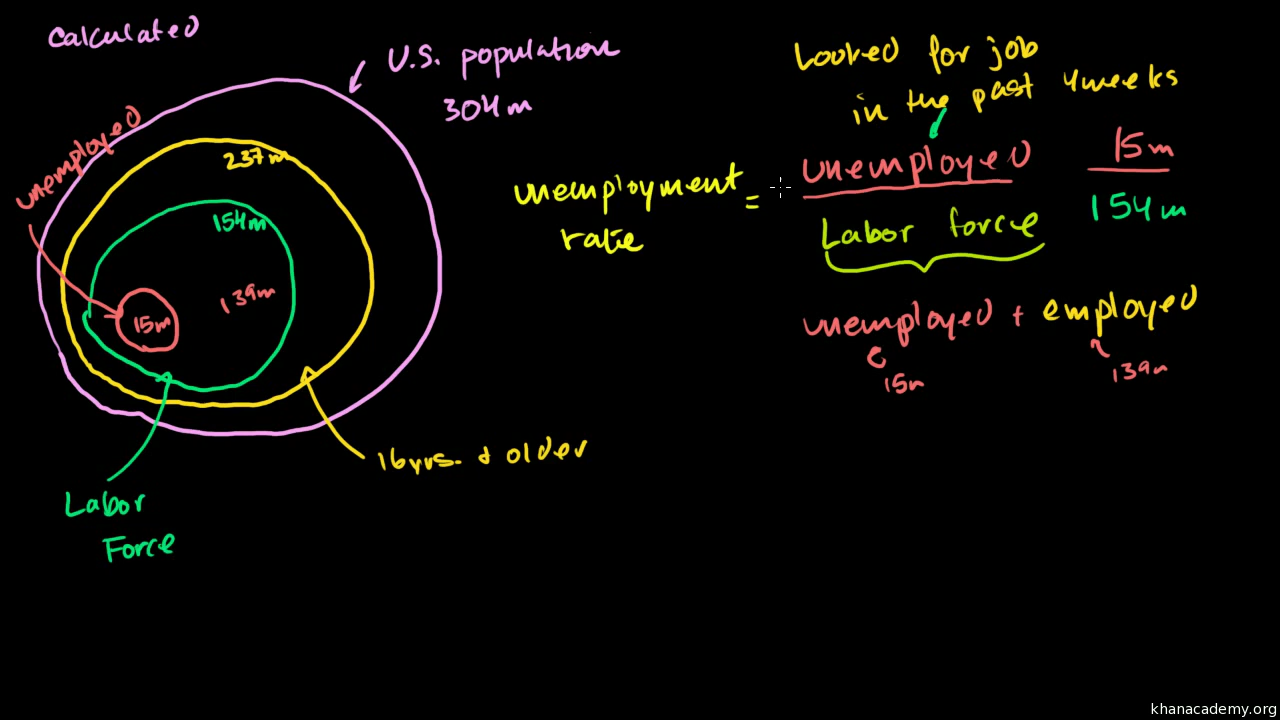 Calculated
U.S. population
304m
unemployed
237m
154m
139m
15m
16yrs. & older
Labor
Force
Looked for job
in the past 4weeks
unemployment
rate
=
unemployed
Labor force
15m
154m
unemployed + employed
15m
139m
khanacademy.org